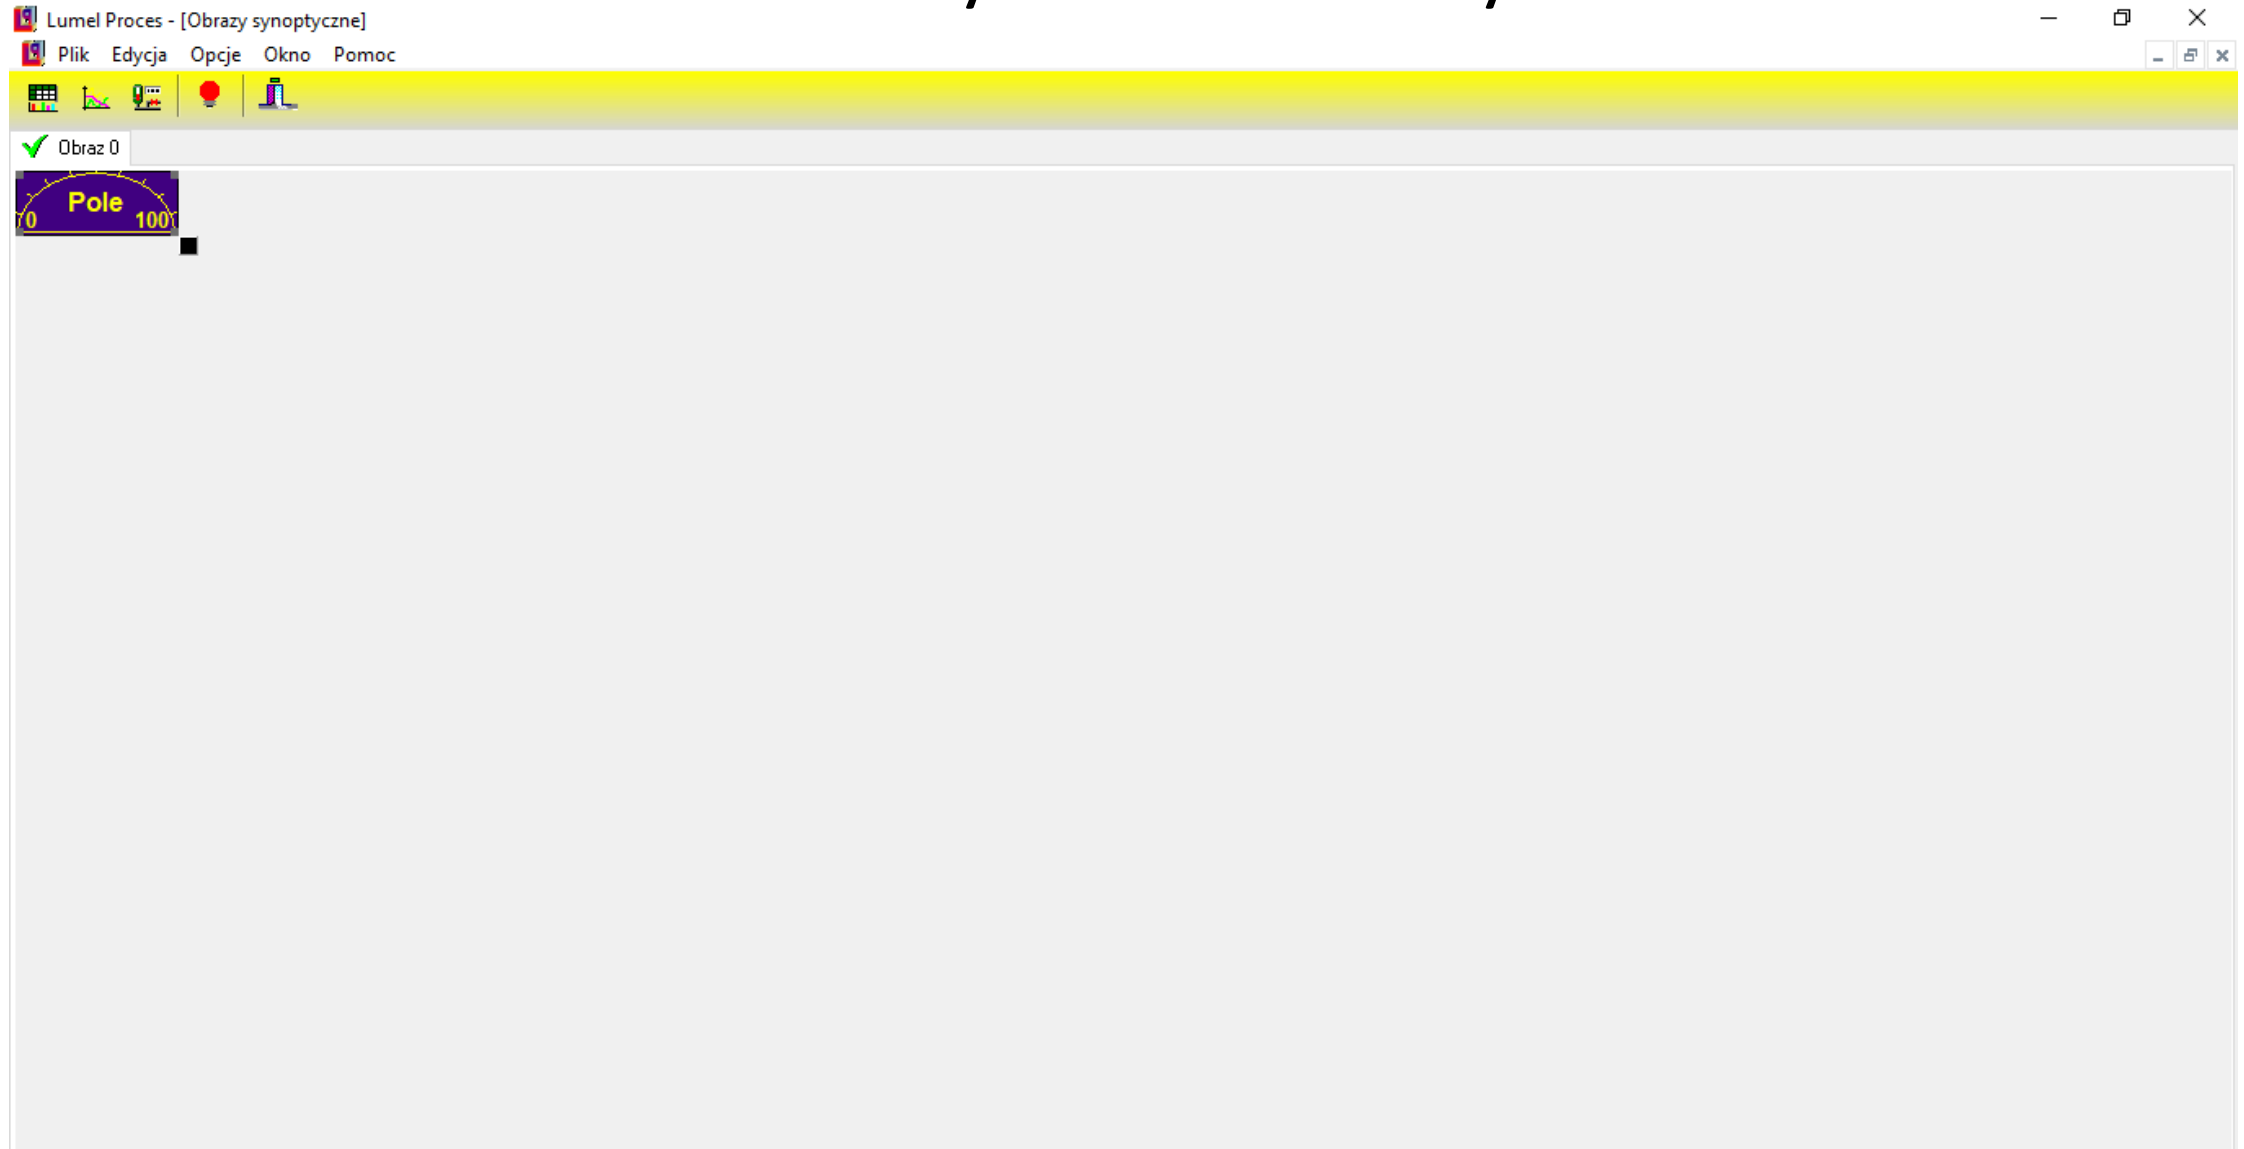 Lumel Proces - [Obrazy synoptyczne]
Plik Edycja Opcje Okno Pomoc
Obraz 0
Pole
0 100